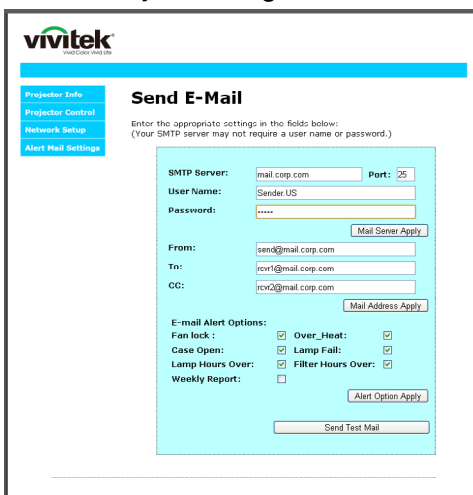 vivitek
Vivid Color, Vivid Life
Projector Info
Projector Control
Network Setup
Alert Mail Settings
Send E-Mail
Enter the appropriate settings in the fields below:
(Your SMTP server may not require a user name or password.)
SMTP Server: mail.corp.com Port: 25
User Name: Sender.US
Password: •••••
Mail Server Apply
From: send@mail.corp.com
To: rcvr1@mail.corp.com
CC: rcvr2@mail.corp.com
Mail Address Apply
E-mail Alert Options:
Fan lock : Over_Heat:
Case Open: Lamp Fail:
Lamp Hours Over: Filter Hours Over:
Weekly Report:
Alert Option Apply
Send Test Mail